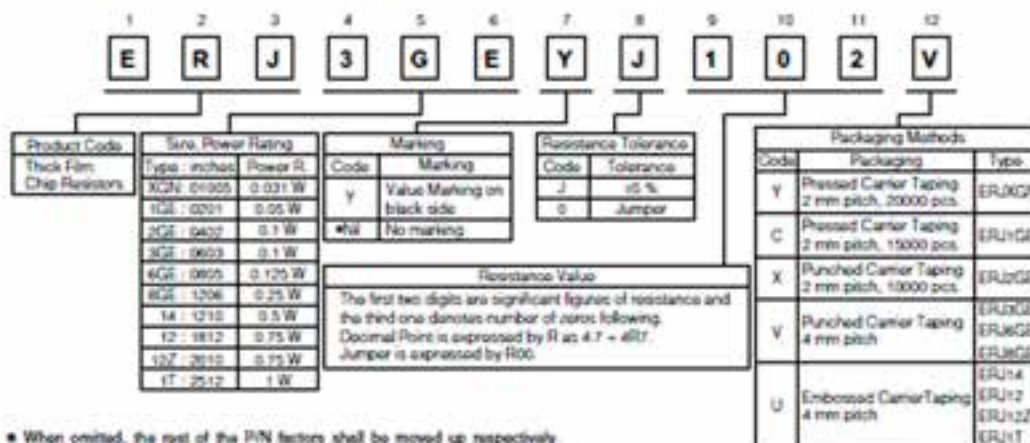 1 2 3 4 5 6 7 8 9 10 11 12
E R J 3 G E Y J 1 0 2 V
Product Code
Thick Film
Chip Resistors
Size, Power Rating
Type : inches Power R.
XGN: 01005 0.031 W
1GE : 0201 0.05 W
2GE : 0402 0.1 W
3GE : 0603 0.1 W
6GE : 0805 0.125 W
8GE : 1206 0.25 W
14 : 1210 0.5 W
12 : 1812 0.75 W
12Z : 2010 0.75 W
1T : 2512 1 W
Marking
Code Marking
Y Value Marking on
black side
•Nil No marking
Resistance Tolerance
Code Tolerance
J ±5 %
0 Jumper
Resistance Value
The first two digits are significant figures of resistance and
the third one denotes number of zeros following.
Decimal Point is expressed by R as 4.7 = 4R7.
Jumper is expressed by R00.
Packaging Methods
Code Packaging Type
Y Pressed Carrier Taping
2 mm pitch, 20000 pcs. ERJXGN
C Pressed Carrier Taping
2 mm pitch, 15000 pcs. ERJ1GE
X Punched Carrier Taping
2 mm pitch, 10000 pcs. ERJ2GE
V Punched Carrier Taping
4 mm pitch
ERJ3GE
ERJ6GE
ERJ8GE
U Embossed CarrierTaping
4 mm pitch
ERJ14
ERJ12
ERJ12Z
ERJ1T
• When omitted, the rest of the P/N factors shall be moved up respectively.